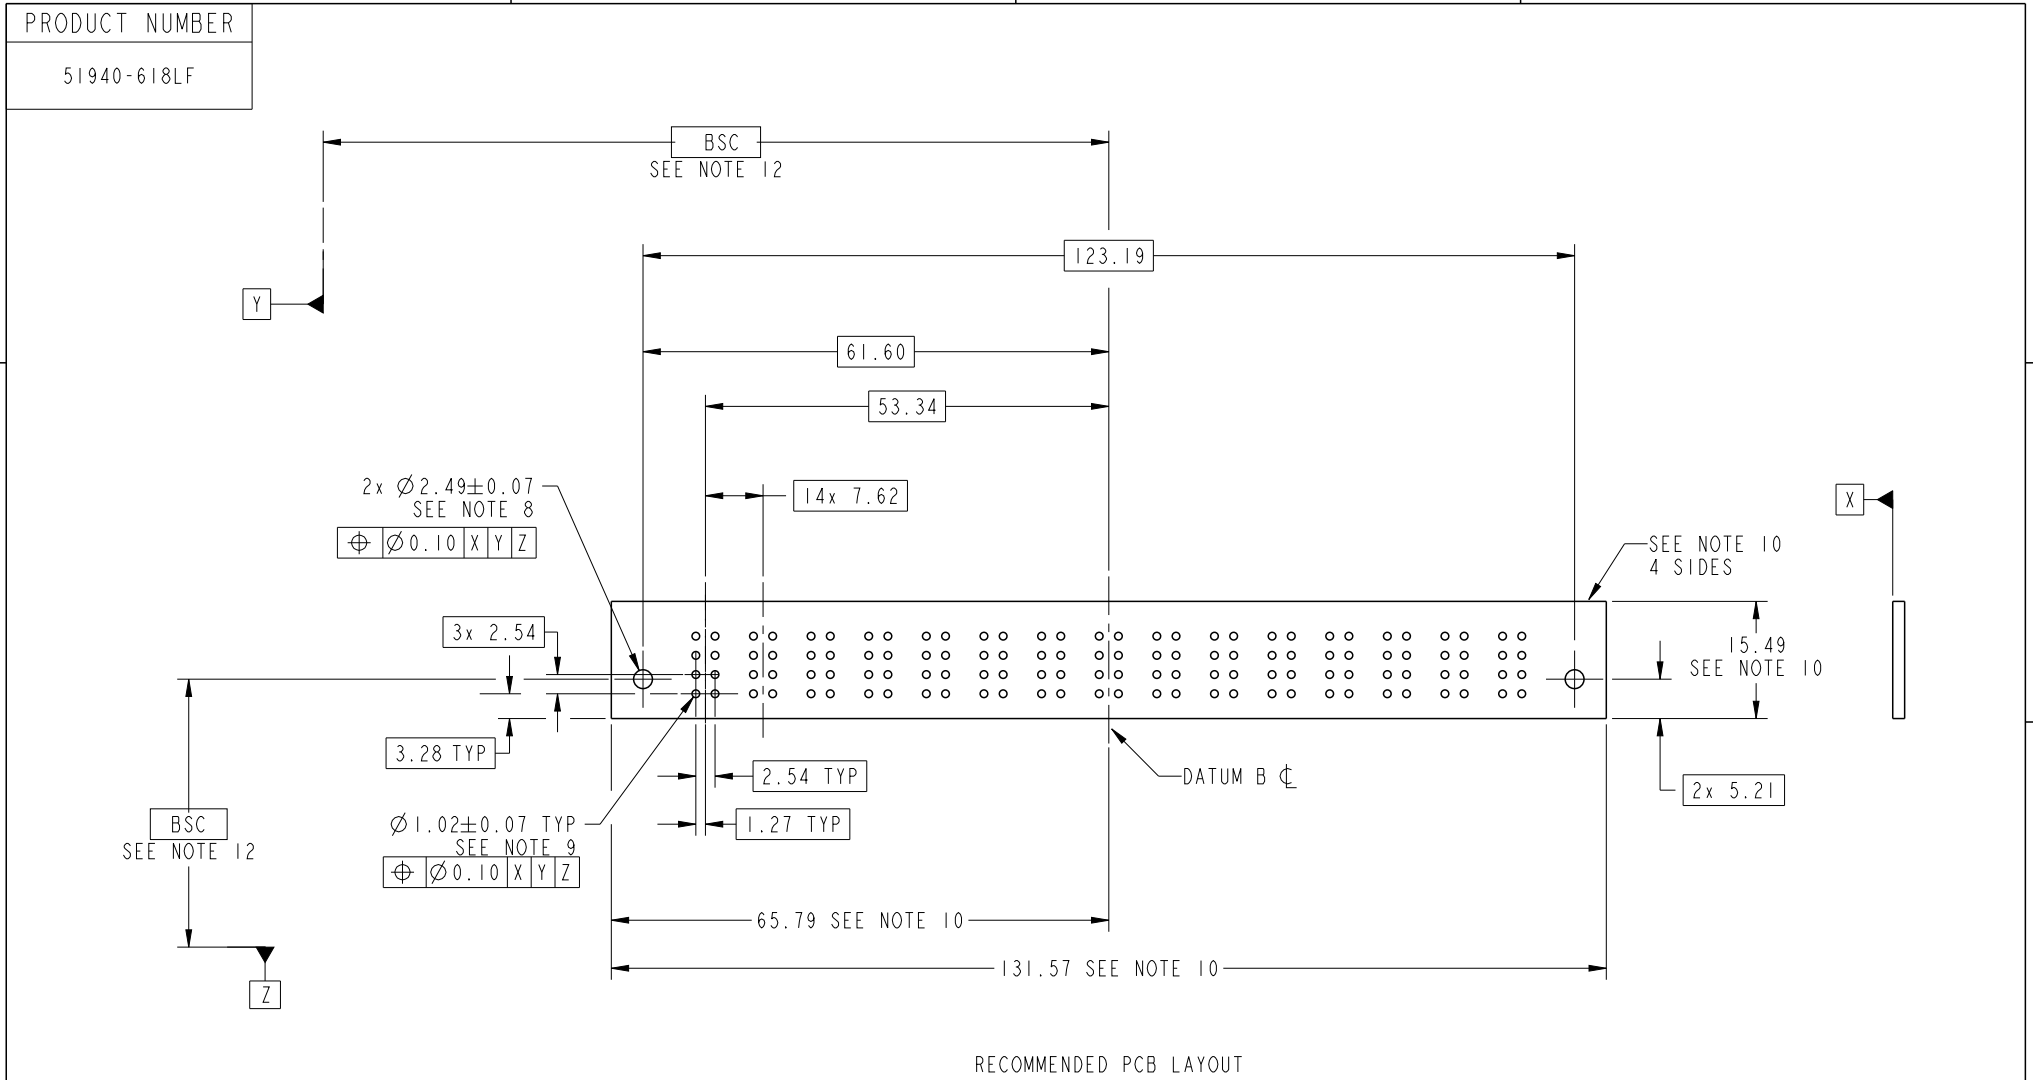 PRODUCT NUMBER
51940-618LF
BSC
SEE NOTE 12
123.19
Y
61.60
53.34
2x Ø2.49±0.07
SEE NOTE 8
14x 7.62
X
⌖ Ø0.10 X Y Z
SEE NOTE 10
4 SIDES
3x 2.54
15.49
SEE NOTE 10
3.28 TYP
2.54 TYP
DATUM B ℄
2x 5.21
BSC
SEE NOTE 12
Ø1.02±0.07 TYP
SEE NOTE 9
1.27 TYP
⌖ Ø0.10 X Y Z
65.79 SEE NOTE 10
131.57 SEE NOTE 10
Z
RECOMMENDED PCB LAYOUT